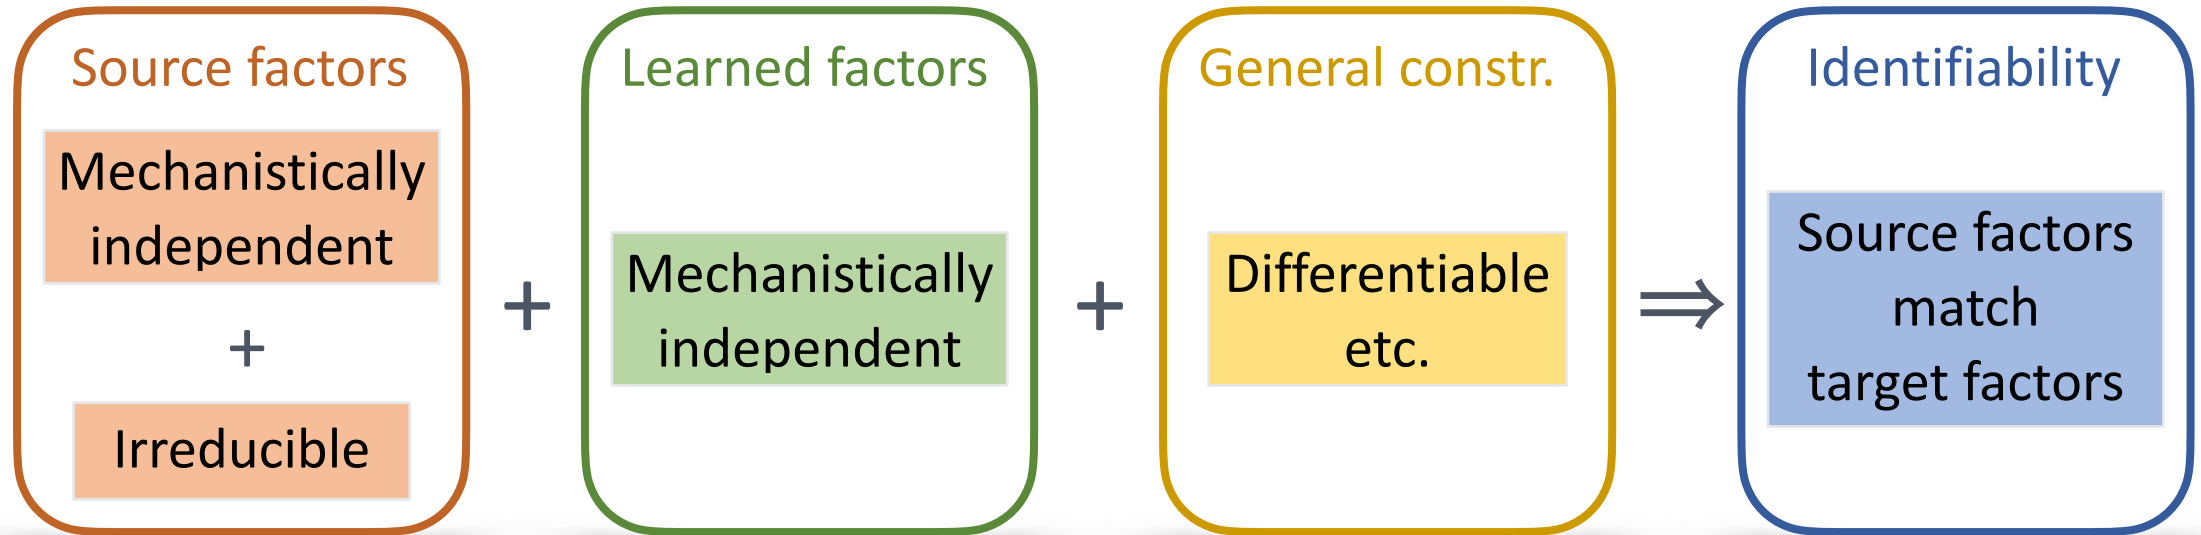 Source factors
Mechanistically
independent
+
Irreducible
+
Learned factors
Mechanistically
independent
+
General constr.
Differentiable
etc.
⇒
Identifiability
Source factors
match
target factors